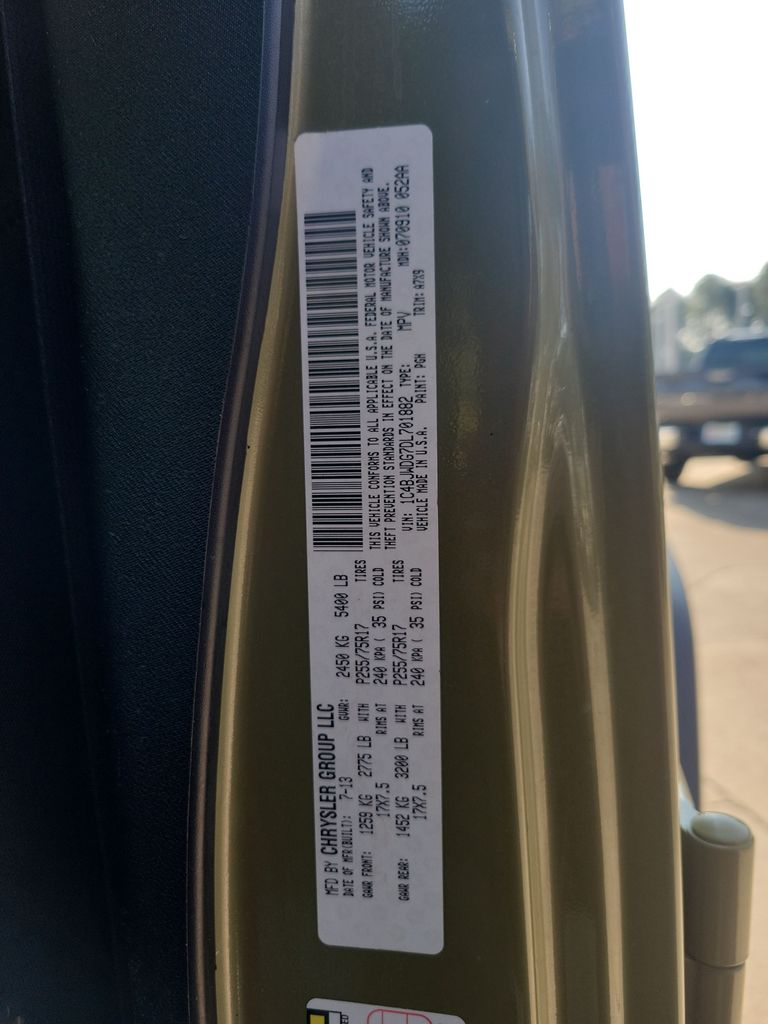 MFD BY CHRYSLER GROUP LLC
DATE OF MFR(BUILT): 7-13 GVWR: 2450 KG 5400 LB
GAWR FRONT: 1259 KG 2775 LB WITH P255/75R17 TIRES
17X7.5 RIMS AT 240 KPA ( 35 PSI) COLD
GAWR REAR: 1452 KG 3200 LB WITH P255/75R17 TIRES
17X7.5 RIMS AT 240 KPA ( 35 PSI) COLD
THIS VEHICLE CONFORMS TO ALL APPLICABLE U.S.A. FEDERAL MOTOR VEHICLE SAFETY AND
THEFT PREVENTION STANDARDS IN EFFECT ON THE DATE OF MANUFACTURE SHOWN ABOVE.
VIN: 1C4BJWDG7DL701882 TYPE: MPV MDH:070910 052AA
VEHICLE MADE IN U.S.A. PAINT: PGH TRIM: A7X9